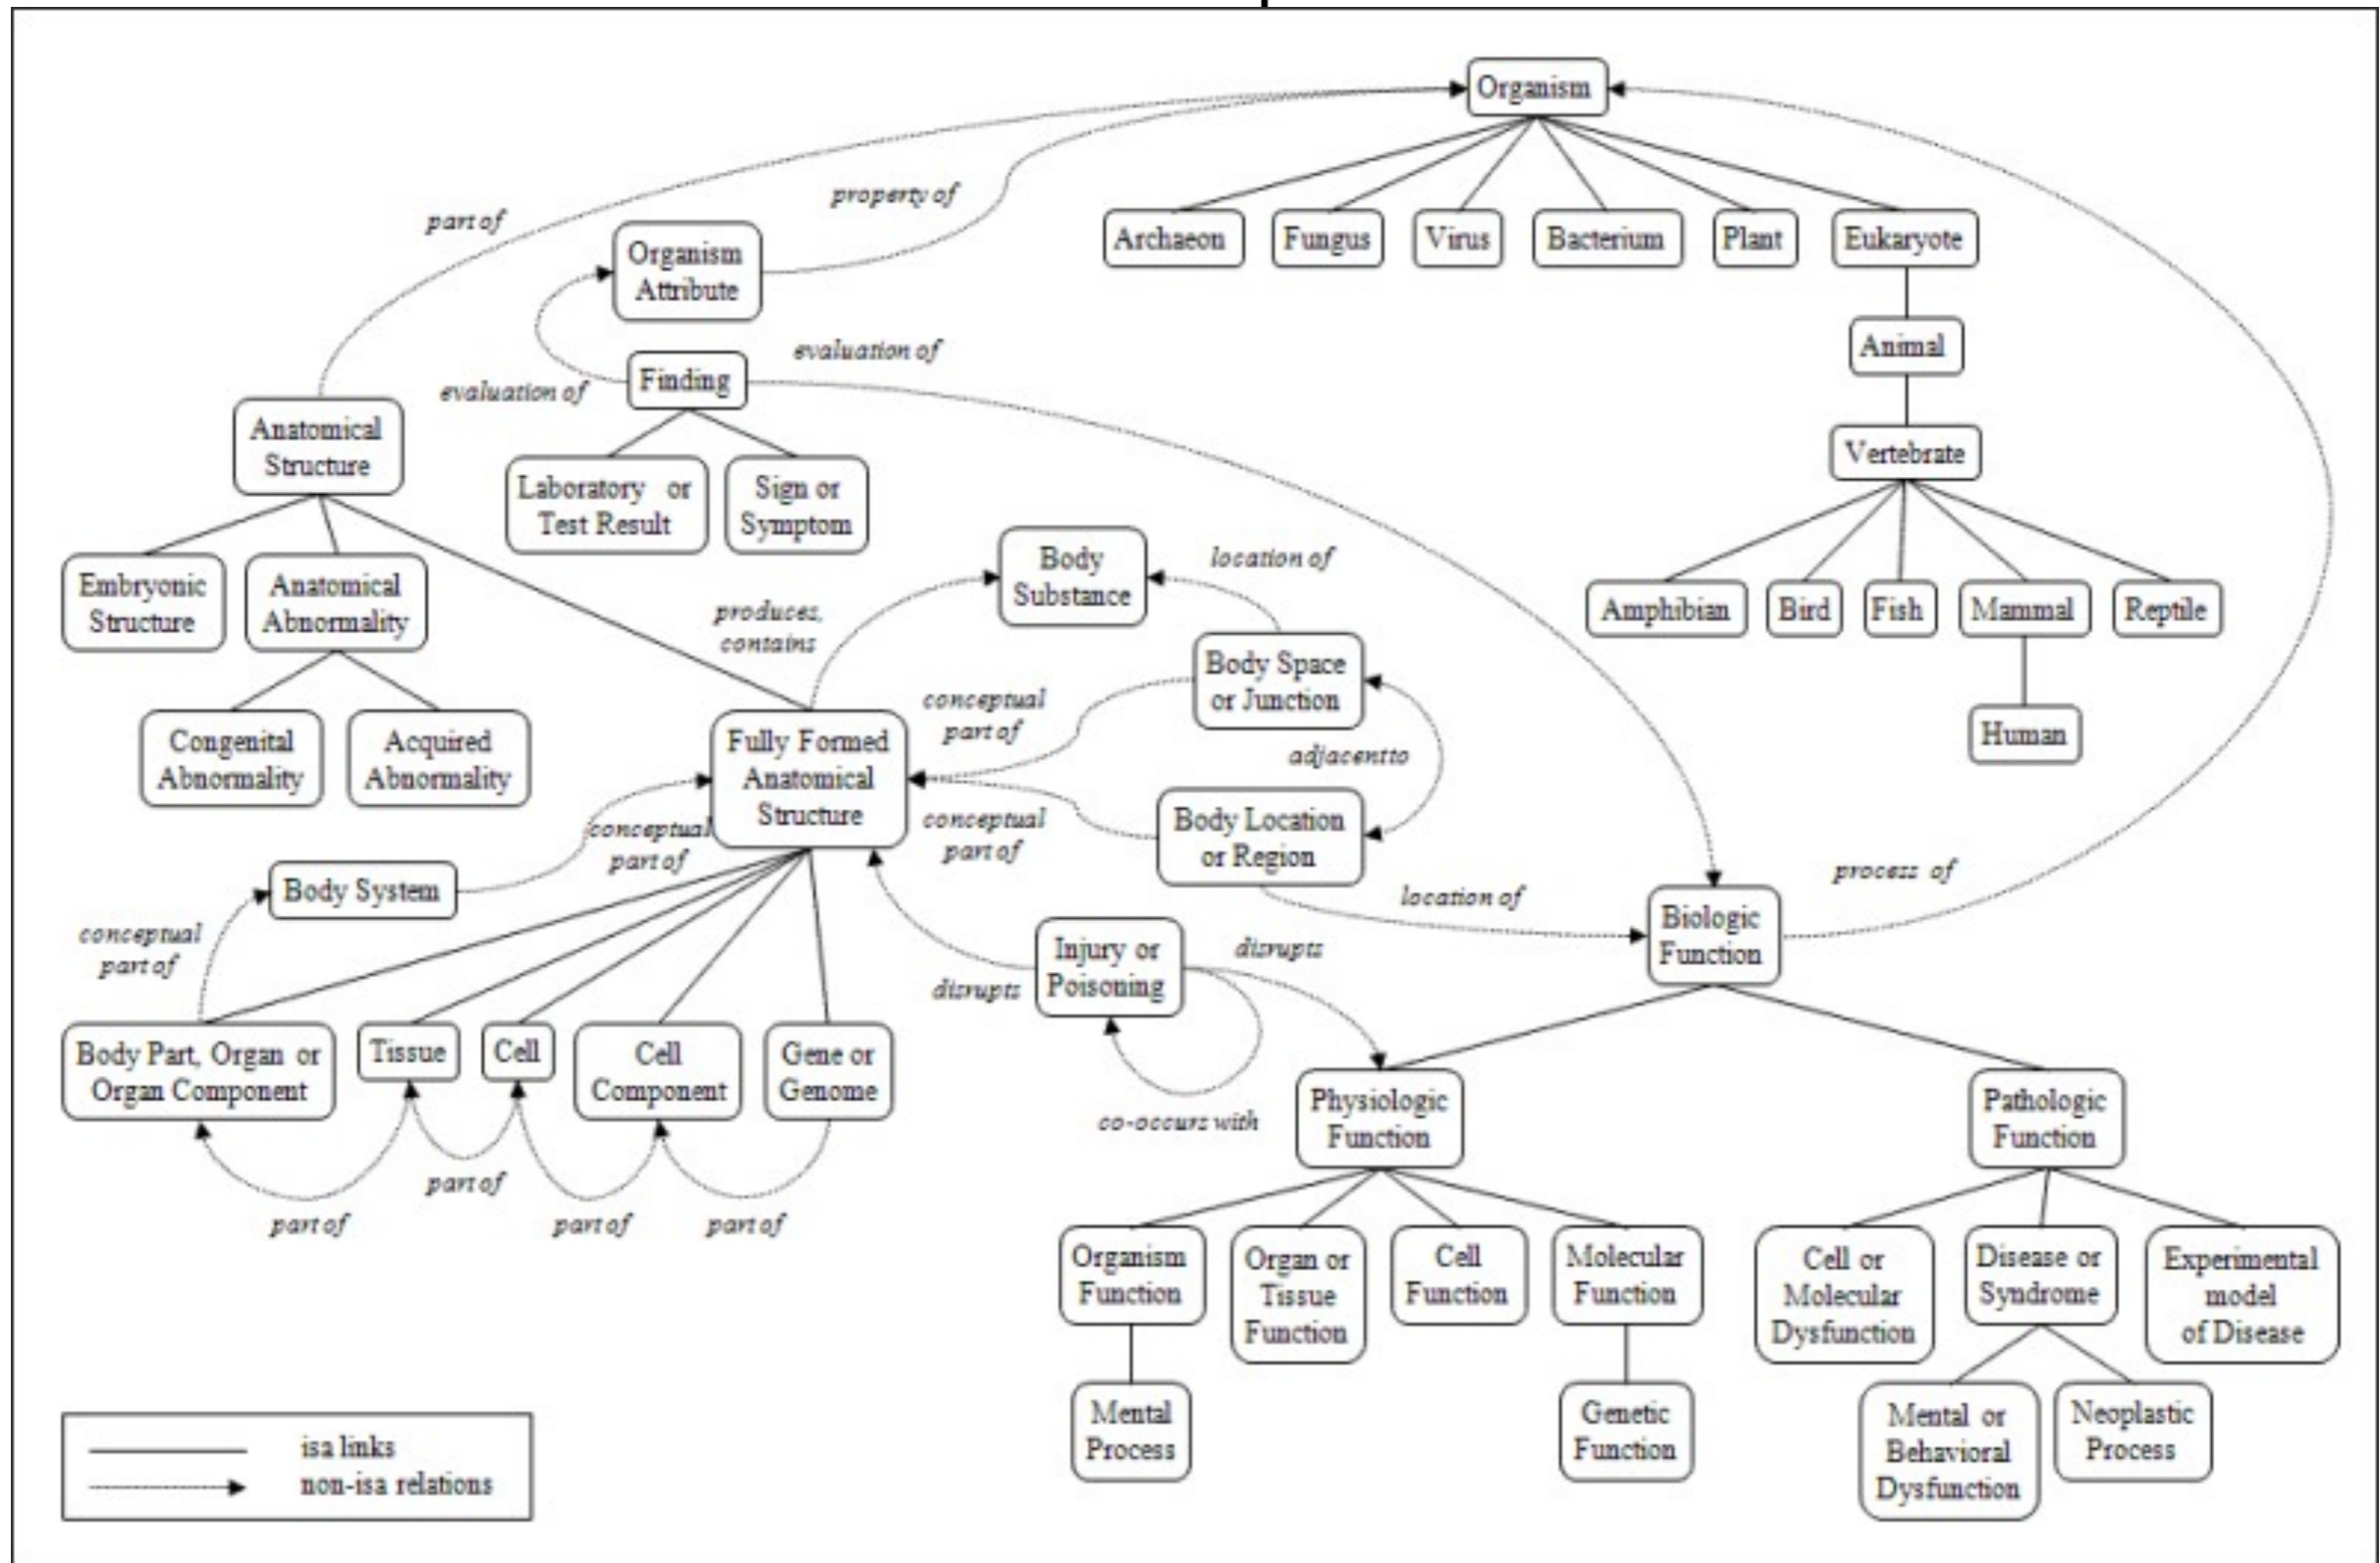 Organism
part of
property of
Organism
Attribute
Archaeon
Fungus
Virus
Bacterium
Plant
Eukaryote
Animal
evaluation of
evaluation of
Finding
Anatomical
Structure
Laboratory or
Test Result
Sign or
Symptom
Vertebrate
Embryonic
Structure
Anatomical
Abnormality
Body
Substance
location of
Amphibian
Bird
Fish
Mammal
Reptile
produces,
contains
Body Space
or Junction
conceptual
part of
Congenital
Abnormality
Acquired
Abnormality
Fully Formed
Anatomical
Structure
Human
adjacentto
conceptual
part of
conceptual
part of
Body Location
or Region
Body System
location of
process of
conceptual
part of
Injury or
Poisoning
disrupts
disrupts
Biologic
Function
Body Part, Organ or
Organ Component
Tissue
Cell
Cell
Component
Gene or
Genome
co-occurs with
Physiologic
Function
Pathologic
Function
part of
part of
part of
part of
Organism
Function
Organ or
Tissue
Function
Cell
Function
Molecular
Function
Cell or
Molecular
Dysfunction
Disease or
Syndrome
Experimental
model
of Disease
Mental
Process
Genetic
Function
Mental or
Behavioral
Dysfunction
Neoplastic
Process
isa links
non-isa relations